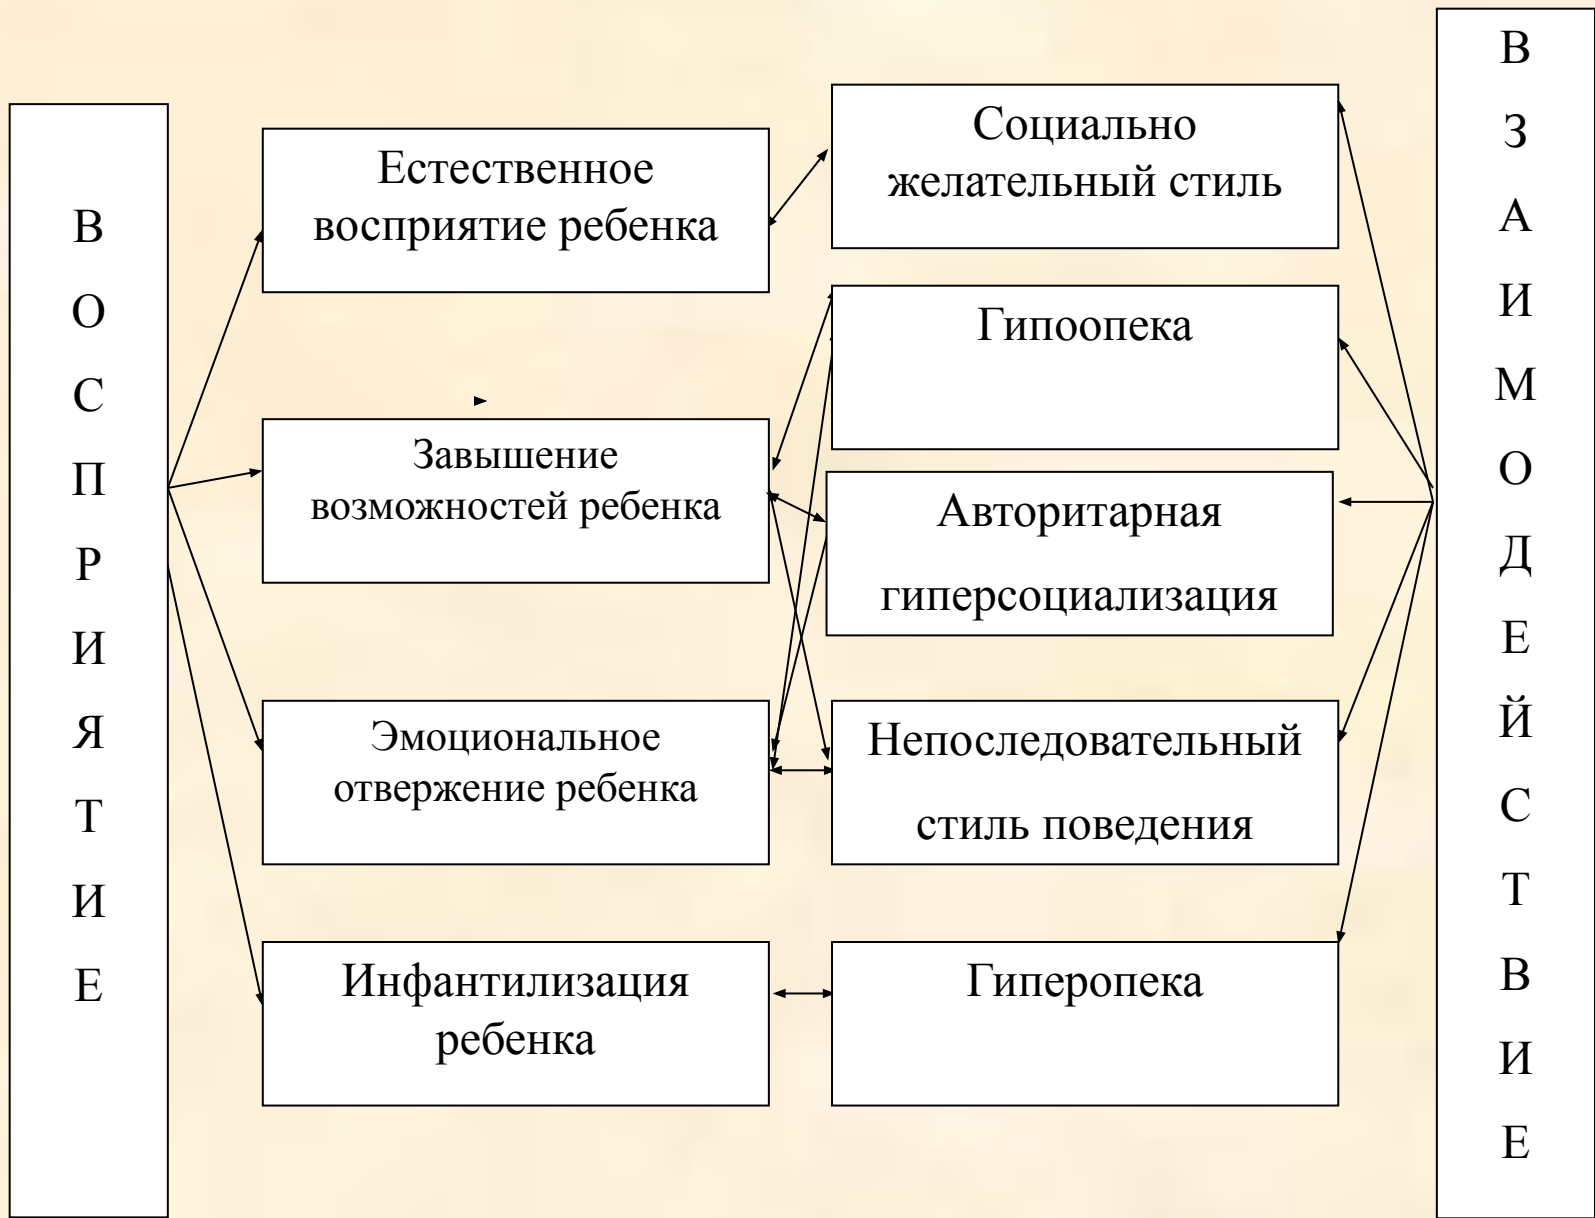 В
О
С
П
Р
И
Я
Т
И
Е
Естественное
восприятие ребенка
Завышение
возможностей ребенка
Эмоциональное
отвержение ребенка
Инфантилизация
ребенка
Социально
желательный стиль
Гипоопека
Авторитарная
гиперсоциализация
Непоследовательный
стиль поведения
Гиперопека
В
З
А
И
М
О
Д
Е
Й
С
Т
В
И
Е